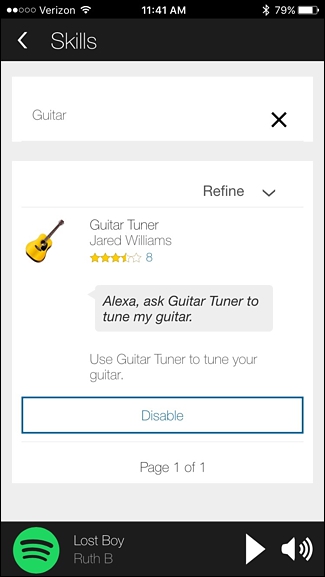 Verizon 11:41 AM 79%
Skills
Guitar
Refine
Guitar Tuner
Jared Williams
8
Alexa, ask Guitar Tuner to
tune my guitar.
Use Guitar Tuner to tune your
guitar.
Disable
Page 1 of 1
Lost Boy
Ruth B